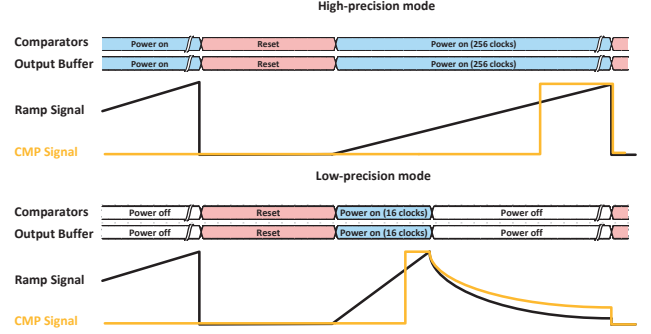 High-precision mode
Comparators Power on Reset Power on (256 clocks)
Output Buffer Power on Reset Power on (256 clocks)
Ramp Signal
CMP Signal
Low-precision mode
Comparators Power off Reset Power on (16 clocks) Power off
Output Buffer Power off Reset Power on (16 clocks) Power off
Ramp Signal
CMP Signal